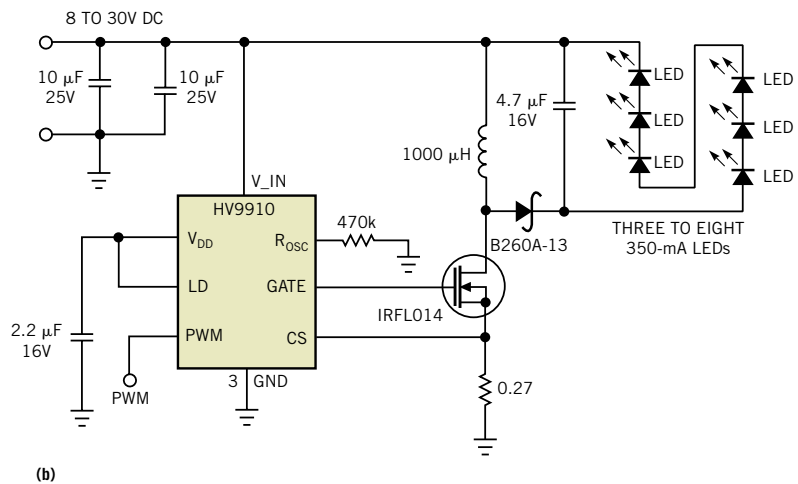 8 TO 30V DC
10 μF
25V
10 μF
25V
4.7 μF
16V
LED
LED
LED
LED
LED
LED
1000 μH
V_IN
HV9910
470k
V_DD
R_OSC
B260A-13
THREE TO EIGHT
350-mA LEDs
LD
GATE
IRFL014
2.2 μF
16V
PWM
CS
3 GND
0.27
PWM
(b)